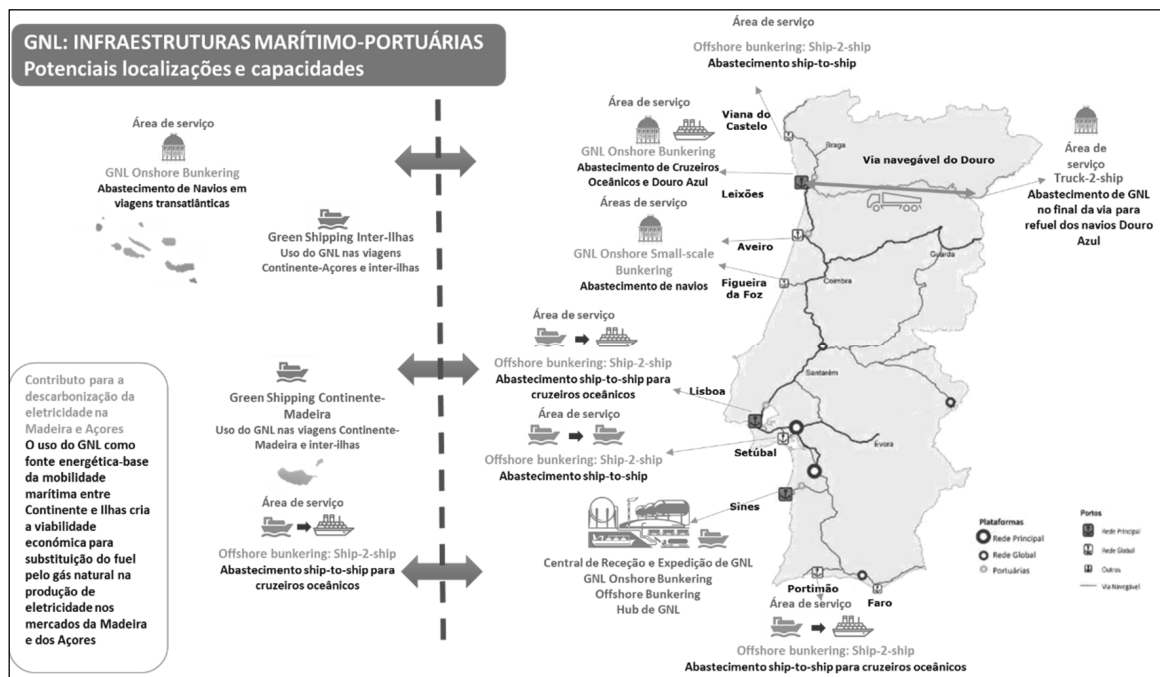 GNL: INFRAESTRUTURAS MARÍTIMO-PORTUÁRIAS
Potenciais localizações e capacidades
Área de serviço
GNL Onshore Bunkering
Abastecimento de Navios em
viagens transatlânticas
Green Shipping Inter-Ilhas
Uso do GNL nas viagens
Continente-Açores e inter-ilhas
Contributo para a
descarbonização da
eletricidade na
Madeira e Açores
O uso do GNL como
fonte energética-base
da mobilidade
marítima entre
Continente e Ilhas cria
a viabilidade
económica para
substituição do fuel
pelo gás natural na
produção de
eletricidade nos
mercados da Madeira
e dos Açores
Green Shipping Continente-
Madeira
Uso do GNL nas viagens Continente-
Madeira e inter-ilhas
Área de serviço
Offshore bunkering: Ship-2-ship
Abastecimento ship-to-ship para
cruzeiros oceânicos
Área de serviço
Offshore bunkering: Ship-2-ship
Abastecimento ship-to-ship
Área de serviço
GNL Onshore Bunkering
Abastecimento de Cruzeiros
Oceânicos e Douro Azul
Áreas de serviço
GNL Onshore Small-scale
Bunkering
Abastecimento de navios
Área de serviço
Offshore bunkering: Ship-2-ship
Abastecimento ship-to-ship para
cruzeiros oceânicos
Área de serviço
Offshore bunkering: Ship-2-ship
Abastecimento ship-to-ship
Central de Receção e Expedição de GNL
GNL Onshore Bunkering
Offshore Bunkering
Hub de GNL
Viana do
Castelo
Braga
Via navegável do Douro
Leixões
Aveiro
Guarda
Figueira
da Foz
Coimbra
Santarém
Lisboa
Évora
Setúbal
Sines
Portimão
Faro
Área de
serviço
Truck-2-ship
Abastecimento de GNL
no final da via para
refuel dos navios Douro
Azul
Plataformas
Rede Principal
Rede Global
Portuárias
Portos
Rede Principal
Rede Global
Outros
Via Navegável
Área de serviço
Offshore bunkering: Ship-2-ship
Abastecimento ship-to-ship para cruzeiros oceânicos